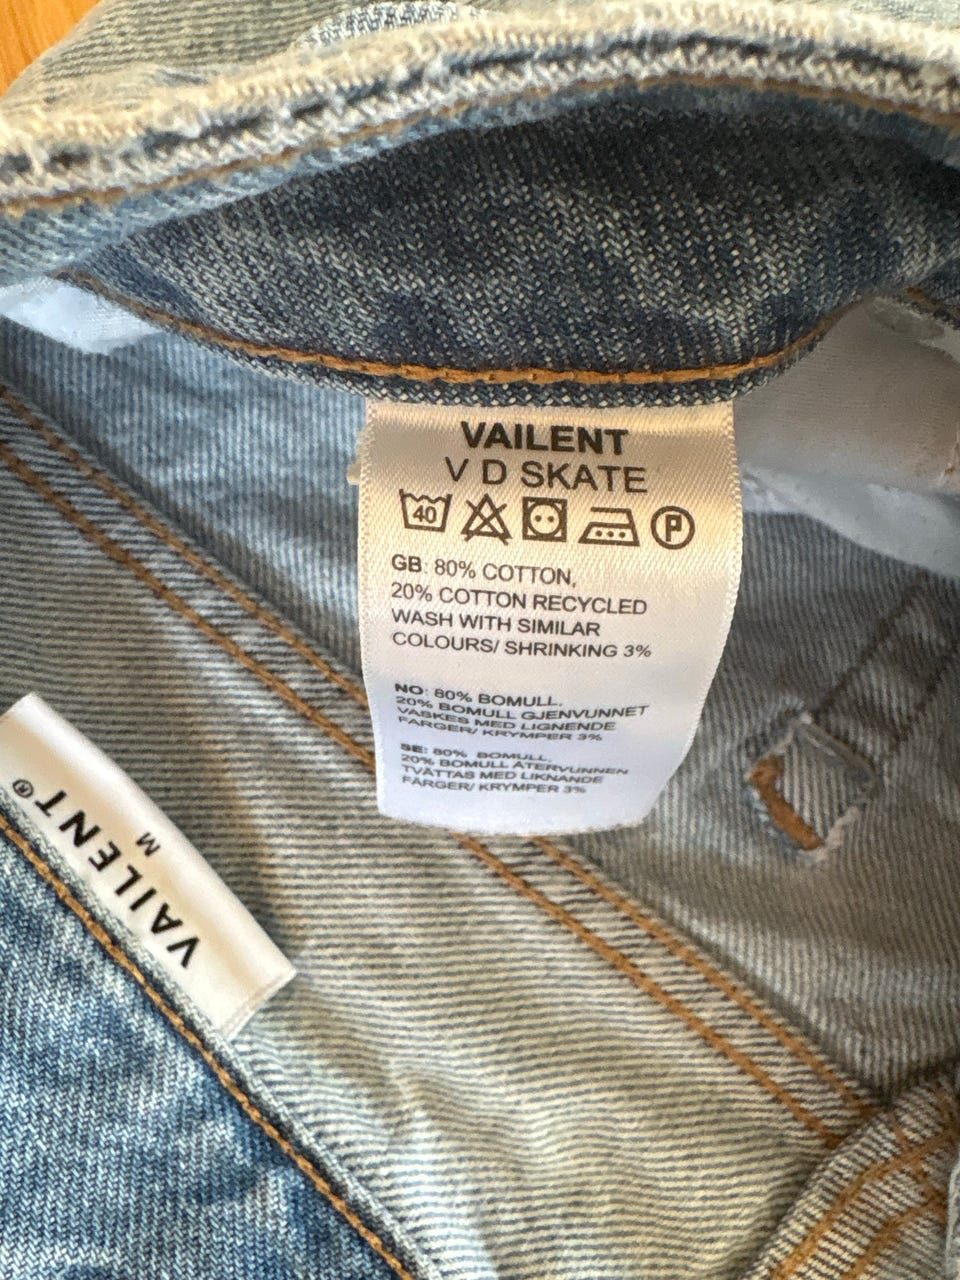 VAILENT
V D SKATE
40 P
GB: 80% COTTON,
20% COTTON RECYCLED
WASH WITH SIMILAR
COLOURS/ SHRINKING 3%
NO: 80% BOMULL,
20% BOMULL GJENVUNNET
VASKES MED LIGNENDE
FARGER/ KRYMPER 3%
SE: 80% BOMULL,
20% BOMULL ÅTERVUNNEN
TVÄTTAS MED LIKNANDE
FÄRGER/ KRYMPER 3%
VAILENT®
M